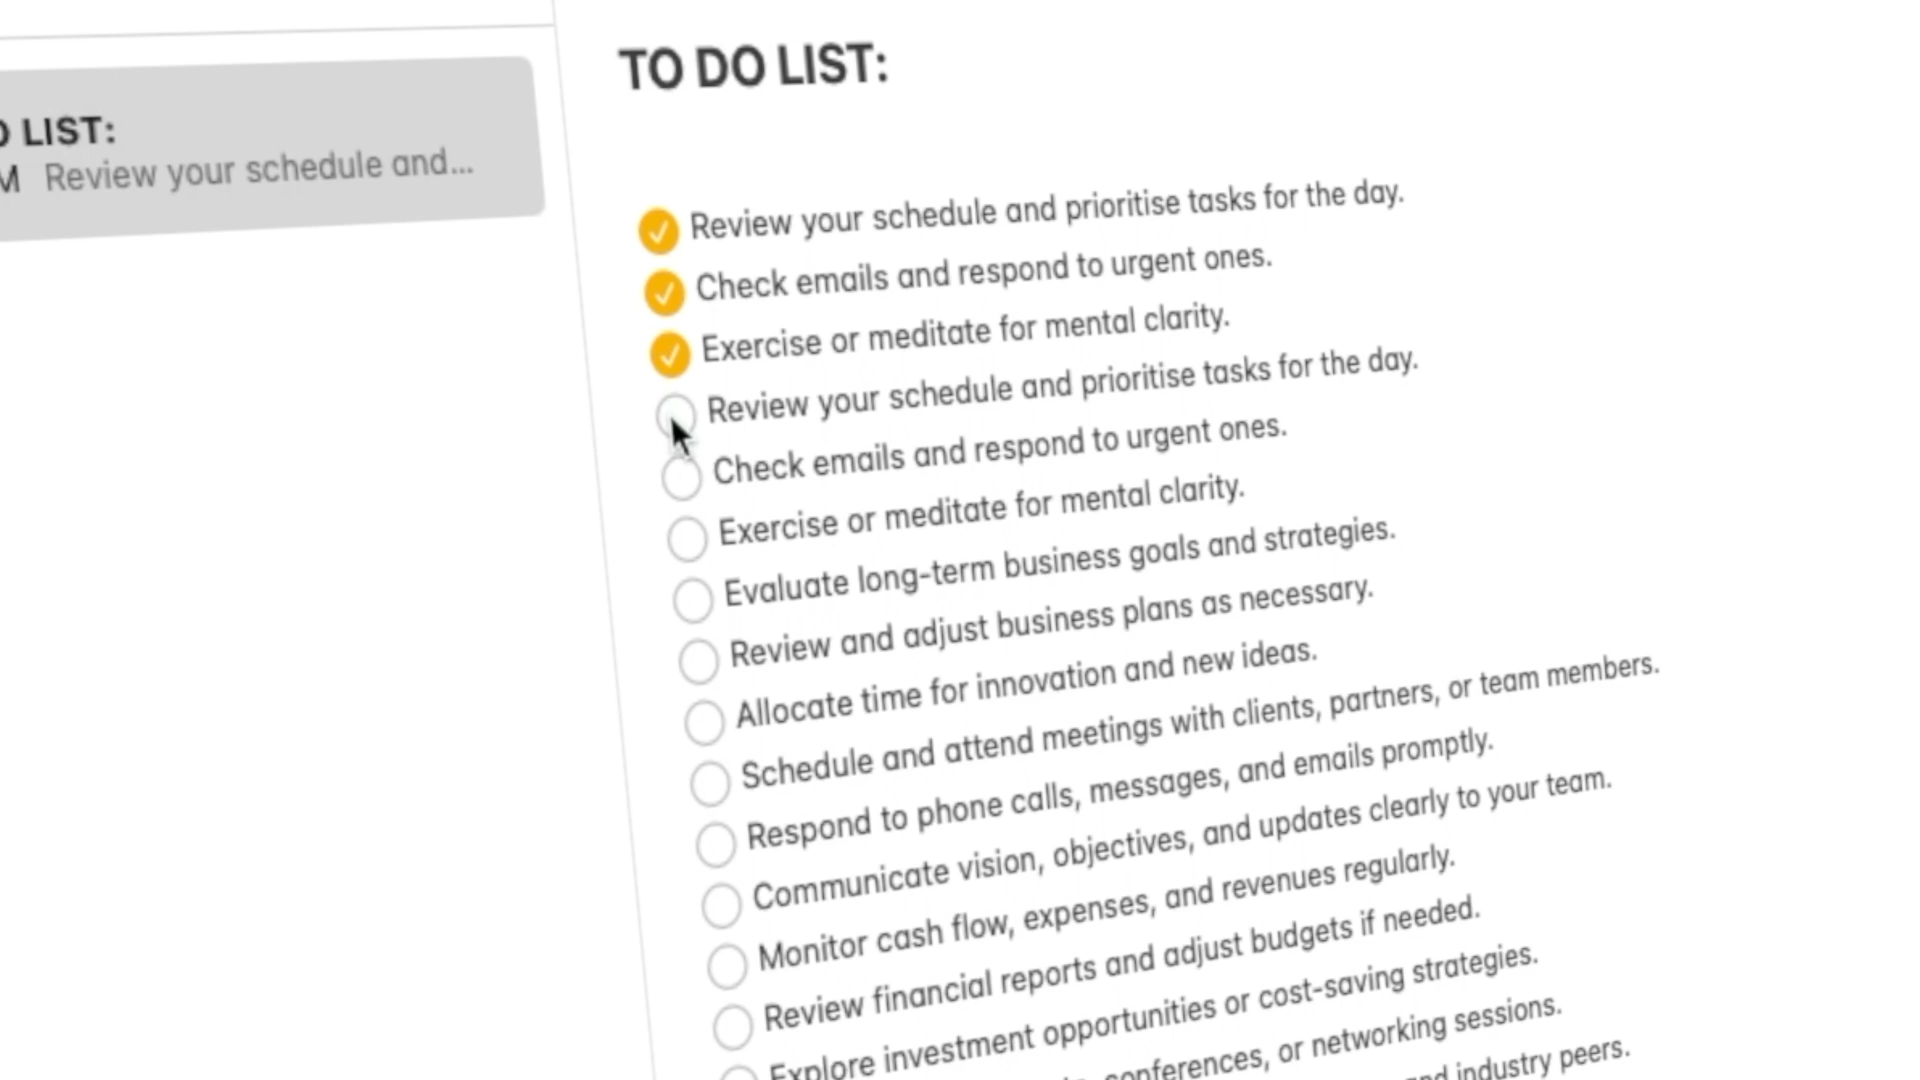 O LIST:
M Review your schedule and...
TO DO LIST:
Review your schedule and prioritise tasks for the day.
Check emails and respond to urgent ones.
Exercise or meditate for mental clarity.
Review your schedule and prioritise tasks for the day.
Check emails and respond to urgent ones.
Exercise or meditate for mental clarity.
Evaluate long-term business goals and strategies.
Review and adjust business plans as necessary.
Allocate time for innovation and new ideas.
Schedule and attend meetings with clients, partners, or team members.
Respond to phone calls, messages, and emails promptly.
Communicate vision, objectives, and updates clearly to your team.
Monitor cash flow, expenses, and revenues regularly.
Review financial reports and adjust budgets if needed.
Explore investment opportunities or cost-saving strategies.
conferences, or networking sessions.
and industry peers.